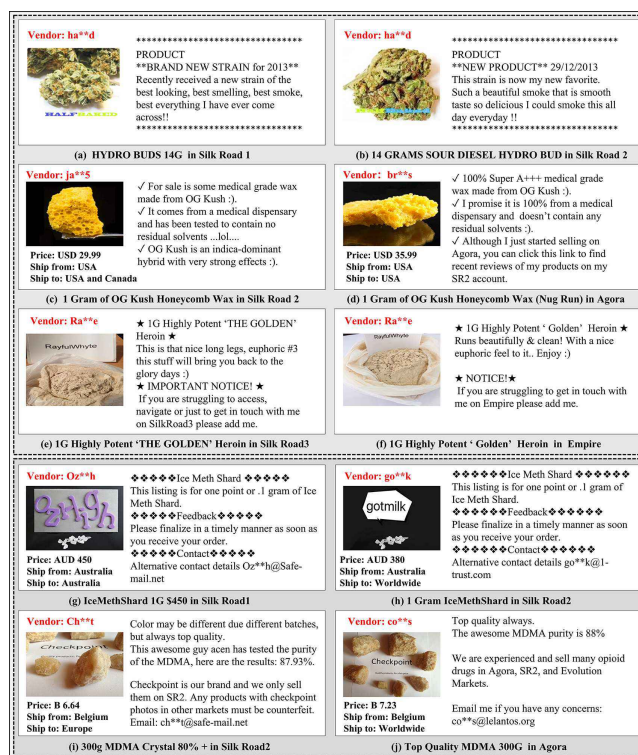 Vendor: ha**d
HALFBAKED
********************************
PRODUCT
**BRAND NEW STRAIN for 2013**
Recently received a new strain of the
best looking, best smelling, best smoke,
best everything I have ever come
across!!
********************************
(a) HYDRO BUDS 14G in Silk Road 1
Vendor: ha**d
********************************
PRODUCT
**NEW PRODUCT** 29/12/2013
This strain is now my new favorite.
Such a beautiful smoke that is smooth
taste so delicious I could smoke this all
day everyday !!
********************************
(b) 14 GRAMS SOUR DIESEL HYDRO BUD in Silk Road 2
Vendor: ja**5
Price: USD 29.99
Ship from: USA
Ship to: USA and Canada
✓ For sale is some medical grade
wax made from OG Kush :).
✓ It comes from a medical dispensary
and has been tested to contain no
residual solvents ...lol....
✓ OG Kush is an indica-dominant
hybrid with very strong effects :).
(c) 1 Gram of OG Kush Honeycomb Wax in Silk Road 2
Vendor: br**s
Price: USD 35.99
Ship from: USA
Ship to: USA
✓ 100% Super A+++ medical grade
wax made from OG Kush :).
✓ I promise it is 100% from a medical
dispensary and doesn't contain any
residual solvents :).
✓ Although I just started selling on
Agora, you can click this link to find
recent reviews of my products on my
SR2 account.
(d) 1 Gram of OG Kush Honeycomb Wax (Nug Run) in Agora
Vendor: Ra**e
RayfulWhyte
★ 1G Highly Potent 'THE GOLDEN'
Heroin ★
This is that nice long legs, euphoric #3
this stuff will bring you back to the
glory days :)
★ IMPORTANT NOTICE! ★
If you are struggling to access,
navigate or just to get in touch with me
on SilkRoad3 please add me.
(e) 1G Highly Potent 'THE GOLDEN' Heroin in Silk Road3
Vendor: Ra**e
RayfulWhyte
★ 1G Highly Potent ' Golden' Heroin ★
Runs beautifully & clean! With a nice
euphoric feel to it.. Enjoy :)
★ NOTICE!★
If you are struggling to get in touch with
me on Empire please add me.
(f) 1G Highly Potent ' Golden' Heroin in Empire
Vendor: Oz**h
OzHigh
Price: AUD 450
Ship from: Australia
Ship to: Australia
❖❖❖❖❖Ice Meth Shard ❖❖❖❖❖
This listing is for one point or .1 gram of Ice
Meth Shard.
❖❖❖❖❖Feedback❖❖❖❖❖
Please finalize in a timely manner as soon as
you receive your order.
❖❖❖❖❖Contact❖❖❖❖❖
Alternative contact details Oz**h@Safe-
mail.net
(g) IceMethShard 1G $450 in Silk Road1
Vendor: go**k
gotmilk
Price: AUD 380
Ship from: Australia
Ship to: Worldwide
❖❖❖❖❖❖Ice Meth Shard ❖❖❖❖❖❖
This listing is for one point or .1 gram of Ice
Meth Shard.
❖❖❖❖❖❖Feedback❖❖❖❖❖❖
Please finalize in a timely manner as soon
as you receive your order.
❖❖❖❖❖❖Contact❖❖❖❖❖❖
Alternative contact details go**k@1-
trust.com
(h) 1 Gram IceMethShard in Silk Road2
Vendor: Ch**t
Checkpoint
Price: B 6.64
Ship from: Belgium
Ship to: Europe
Color may be different due different batches,
but always top quality.
This awesome guy acen has tested the purity
of the MDMA, here are the results: 87.93%.
Checkpoint is our brand and we only sell
them on SR2. Any products with checkpoint
photos in other markets must be counterfeit.
Email: ch**t@safe-mail.net
(i) 300g MDMA Crystal 80% + in Silk Road2
Vendor: co**s
Checkpoint
Price: B 7.23
Ship from: Belgium
Ship to: Worldwide
Top quality always.
The awesome MDMA purity is 88%
We are experienced and sell many opioid
drugs in Agora, SR2, and Evolution
Markets.
Email me if you have any concerns:
co**s@lelantos.org
(j) Top Quality MDMA 300G in Agora